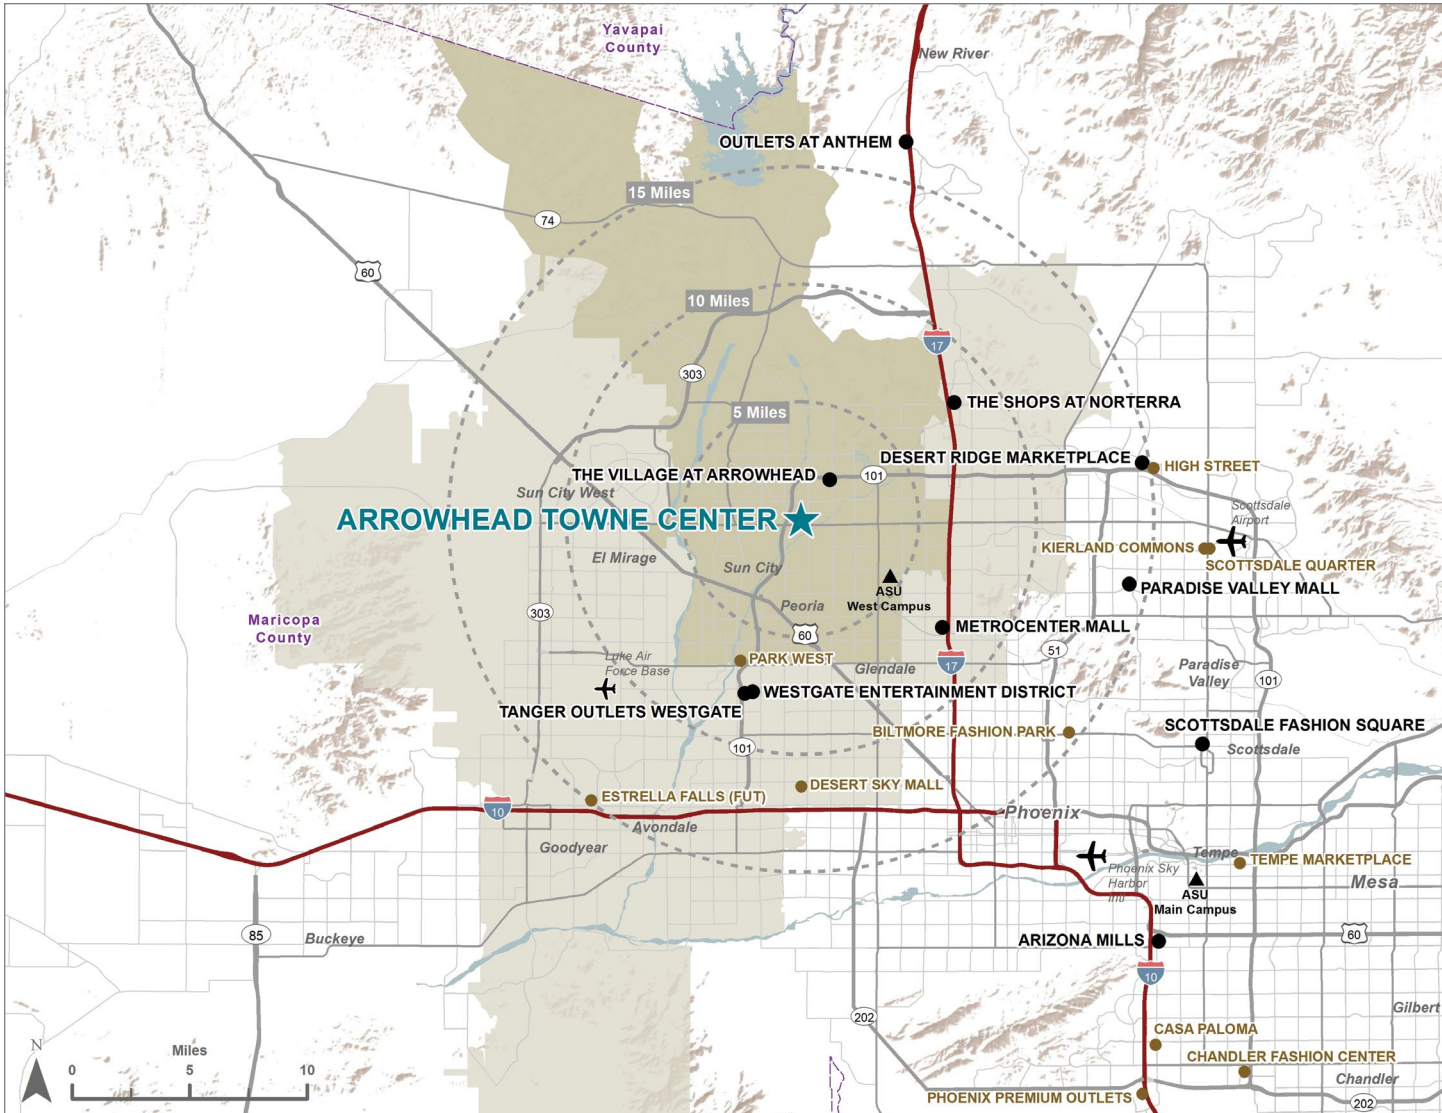 Yavapai
County
New River
OUTLETS AT ANTHEM
15 Miles
74
60
10 Miles
17
303
THE SHOPS AT NORTERRA
5 Miles
DESERT RIDGE MARKETPLACE
HIGH STREET
THE VILLAGE AT ARROWHEAD
101
Sun City West
Scottsdale
Airport
ARROWHEAD TOWNE CENTER
KIERLAND COMMONS
El Mirage
Sun City
SCOTTSDALE QUARTER
ASU
West Campus
PARADISE VALLEY MALL
Peoria
303
Maricopa
County
METROCENTER MALL
60
51
Luke Air
Force Base
PARK WEST
Glendale
17
Paradise
Valley
101
WESTGATE ENTERTAINMENT DISTRICT
TANGER OUTLETS WESTGATE
SCOTTSDALE FASHION SQUARE
BILTMORE FASHION PARK
101
Scottsdale
DESERT SKY MALL
ESTRELLA FALLS (FUT)
10
Phoenix
Avondale
Goodyear
Tempe
TEMPE MARKETPLACE
Phoenix Sky
Harbor
Intl
Mesa
ASU
Main Campus
85
Buckeye
ARIZONA MILLS
60
10
Gilbert
202
CASA PALOMA
N
Miles
CHANDLER FASHION CENTER
0 5 10
Chandler
PHOENIX PREMIUM OUTLETS
202